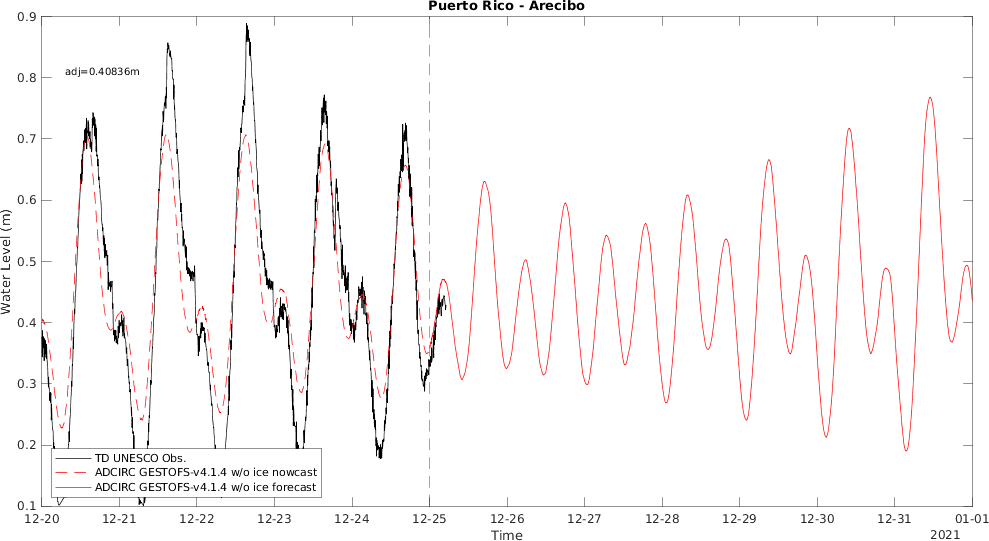 Puerto Rico - Arecibo
0.9
0.8
0.7
0.6
0.5
0.4
0.3
0.2
0.1
Water Level (m)
adj=0.40836m
TD UNESCO Obs.
ADCIRC GESTOFS-v4.1.4 w/o ice nowcast
ADCIRC GESTOFS-v4.1.4 w/o ice forecast
12-20 12-21 12-22 12-23 12-24 12-25 12-26 12-27 12-28 12-29 12-30 12-31 01-01
Time
2021